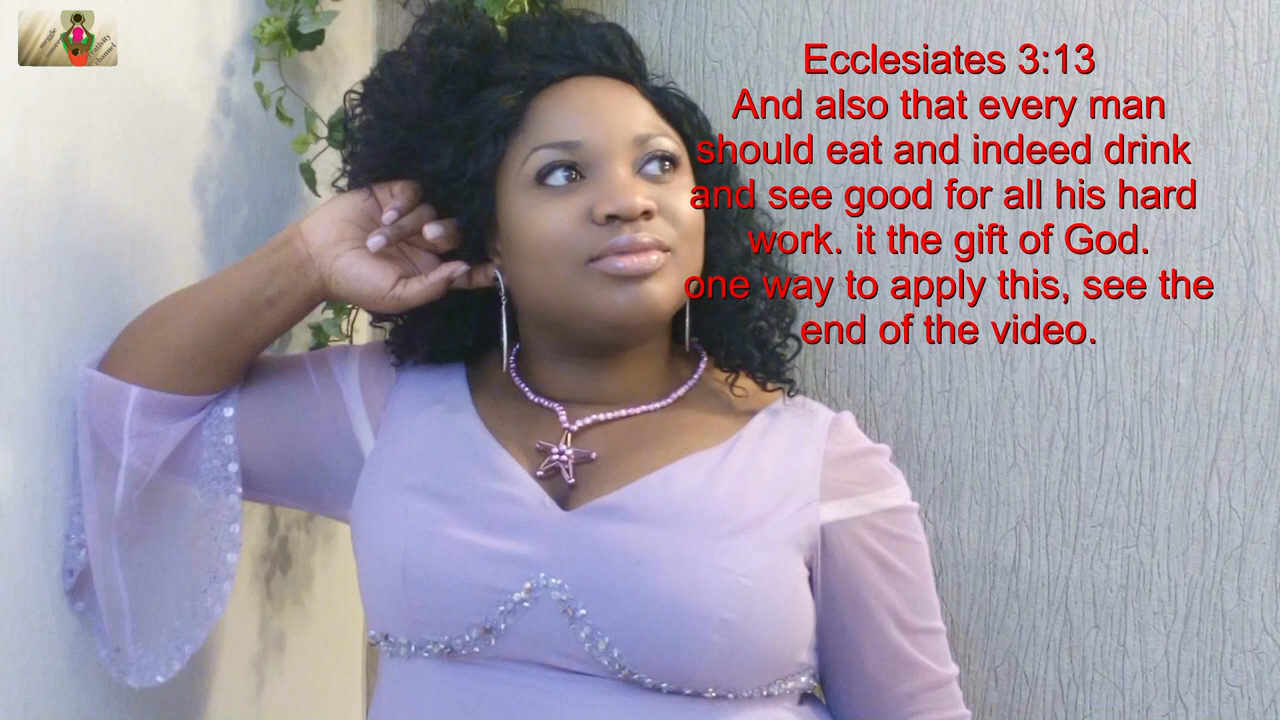 Ecclesiates 3:13
And also that every man
should eat and indeed drink
and see good for all his hard
work. it the gift of God.
one way to apply this, see the
end of the video.